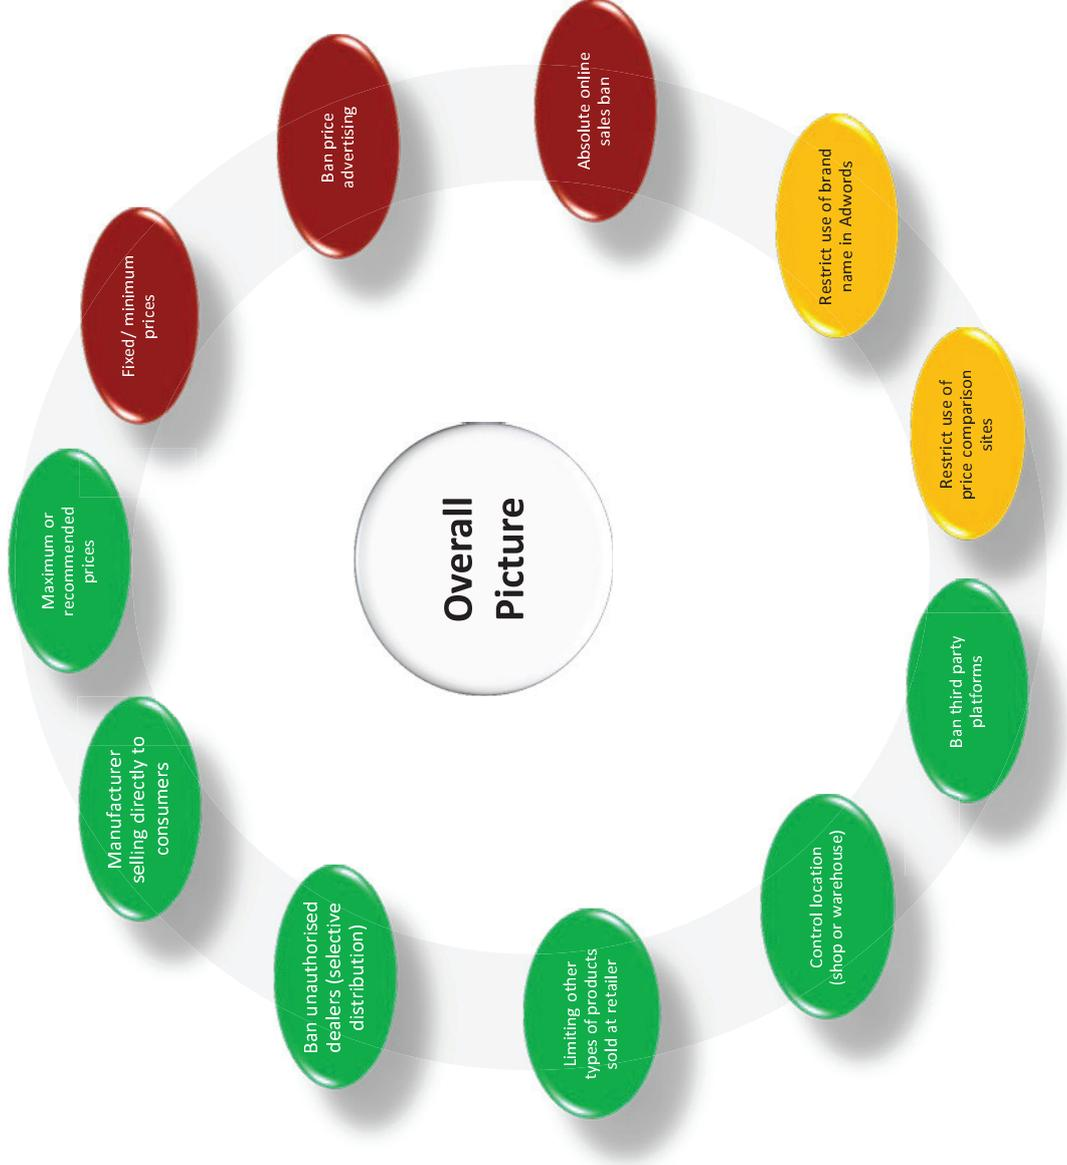 Overall
Picture
Maximum or
recommended
prices
Fixed/ minimum
prices
Ban price
advertising
Absolute online
sales ban
Restrict use of brand
name in Adwords
Restrict use of
price comparison
sites
Ban third party
platforms
Control location
(shop or warehouse)
Limiting other
types of products
sold at retailer
Ban unauthorised
dealers (selective
distribution)
Manufacturer
selling directly to
consumers